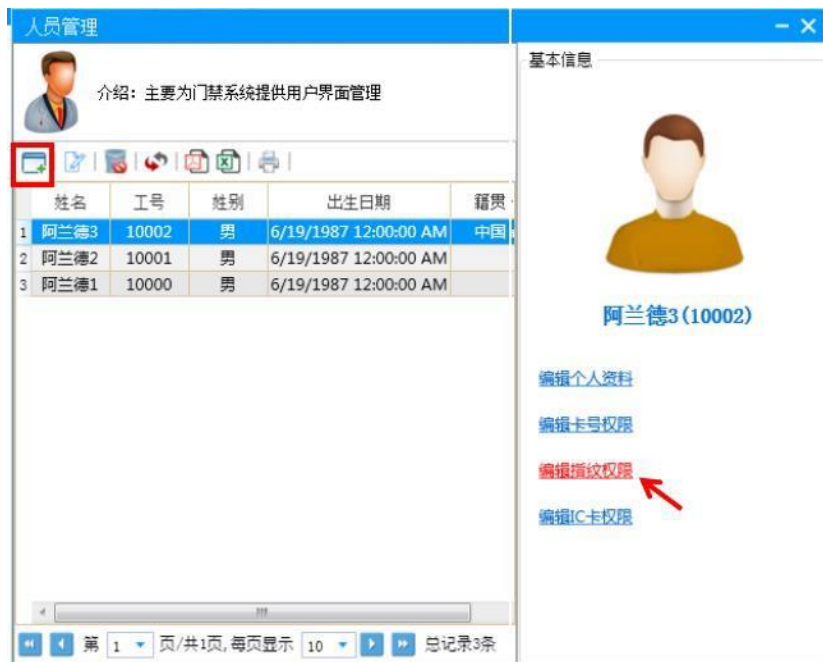 人员管理
介绍：主要为门禁系统提供用户界面管理
姓名 工号 姓别 出生日期 籍贯
1 阿兰德3 10002 男 6/19/1987 12:00:00 AM 中国
2 阿兰德2 10001 男 6/19/1987 12:00:00 AM
3 阿兰德1 10000 男 6/19/1987 12:00:00 AM
第 1 页/共1页,每页显示 10 总记录3条
基本信息
阿兰德3(10002)
编辑个人资料
编辑卡号权限
编辑指纹权限
编辑IC卡权限